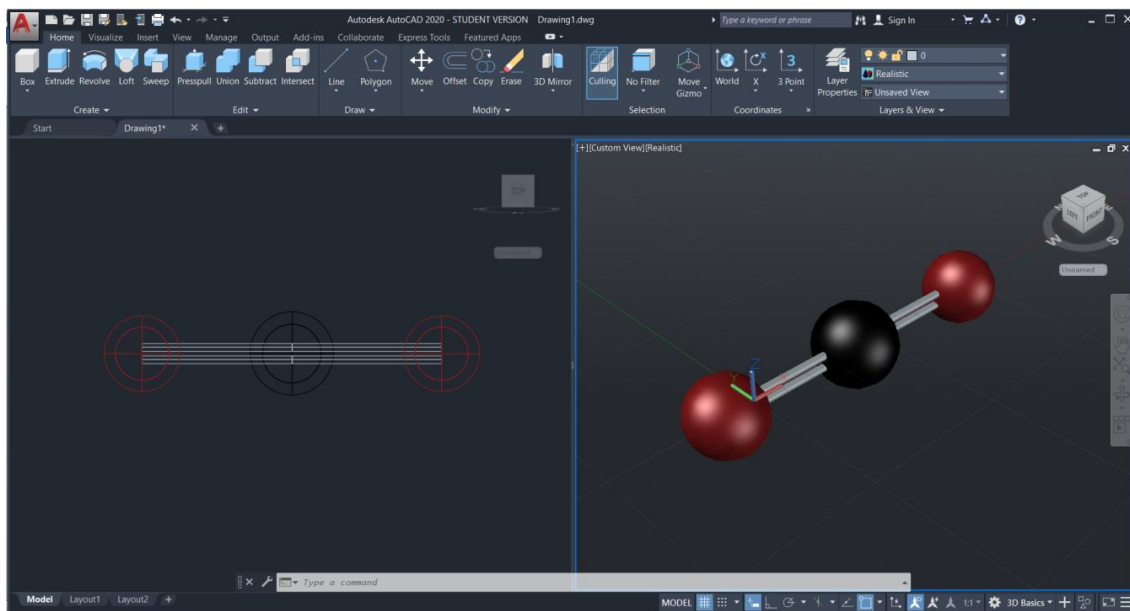 A
Autodesk AutoCAD 2020 - STUDENT VERSION Drawing1.dwg
Type a keyword or phrase
Sign In
Home Visualize Insert View Manage Output Add-ins Collaborate Express Tools Featured Apps
Box Extrude Revolve Loft Sweep Presspull Union Subtract Intersect Line Polygon Move Offset Copy Erase 3D Mirror Culling No Filter Move Gizmo World X 3 Point Layer Properties
0
Realistic
Unsaved View
Create Edit Draw Modify Selection Coordinates Layers & View
Start Drawing1* X +
[+][Custom View][Realistic]
TOP
TOP
LEFT FRONT
W S
Unnamed
Z
Y
Type a command
Model Layout1 Layout2 +
MODEL 1:1 3D Basics